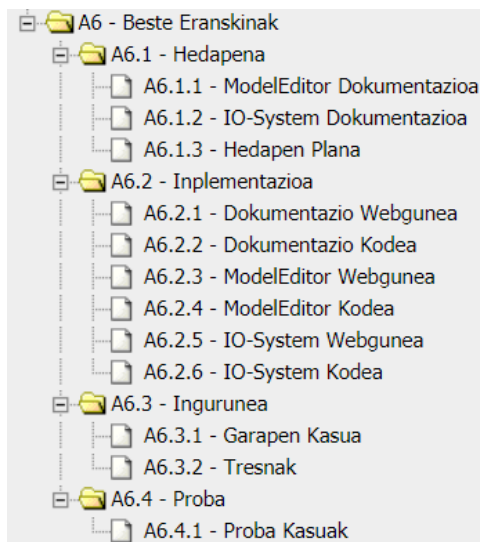 A6 - Beste Eranskinak
A6.1 - Hedapena
A6.1.1 - ModelEditor Dokumentazioa
A6.1.2 - IO-System Dokumentazioa
A6.1.3 - Hedapen Plana
A6.2 - Inplementazioa
A6.2.1 - Dokumentazio Webgunea
A6.2.2 - Dokumentazio Kodea
A6.2.3 - ModelEditor Webgunea
A6.2.4 - ModelEditor Kodea
A6.2.5 - IO-System Webgunea
A6.2.6 - IO-System Kodea
A6.3 - Ingurunea
A6.3.1 - Garapen Kasua
A6.3.2 - Tresnak
A6.4 - Proba
A6.4.1 - Proba Kasuak